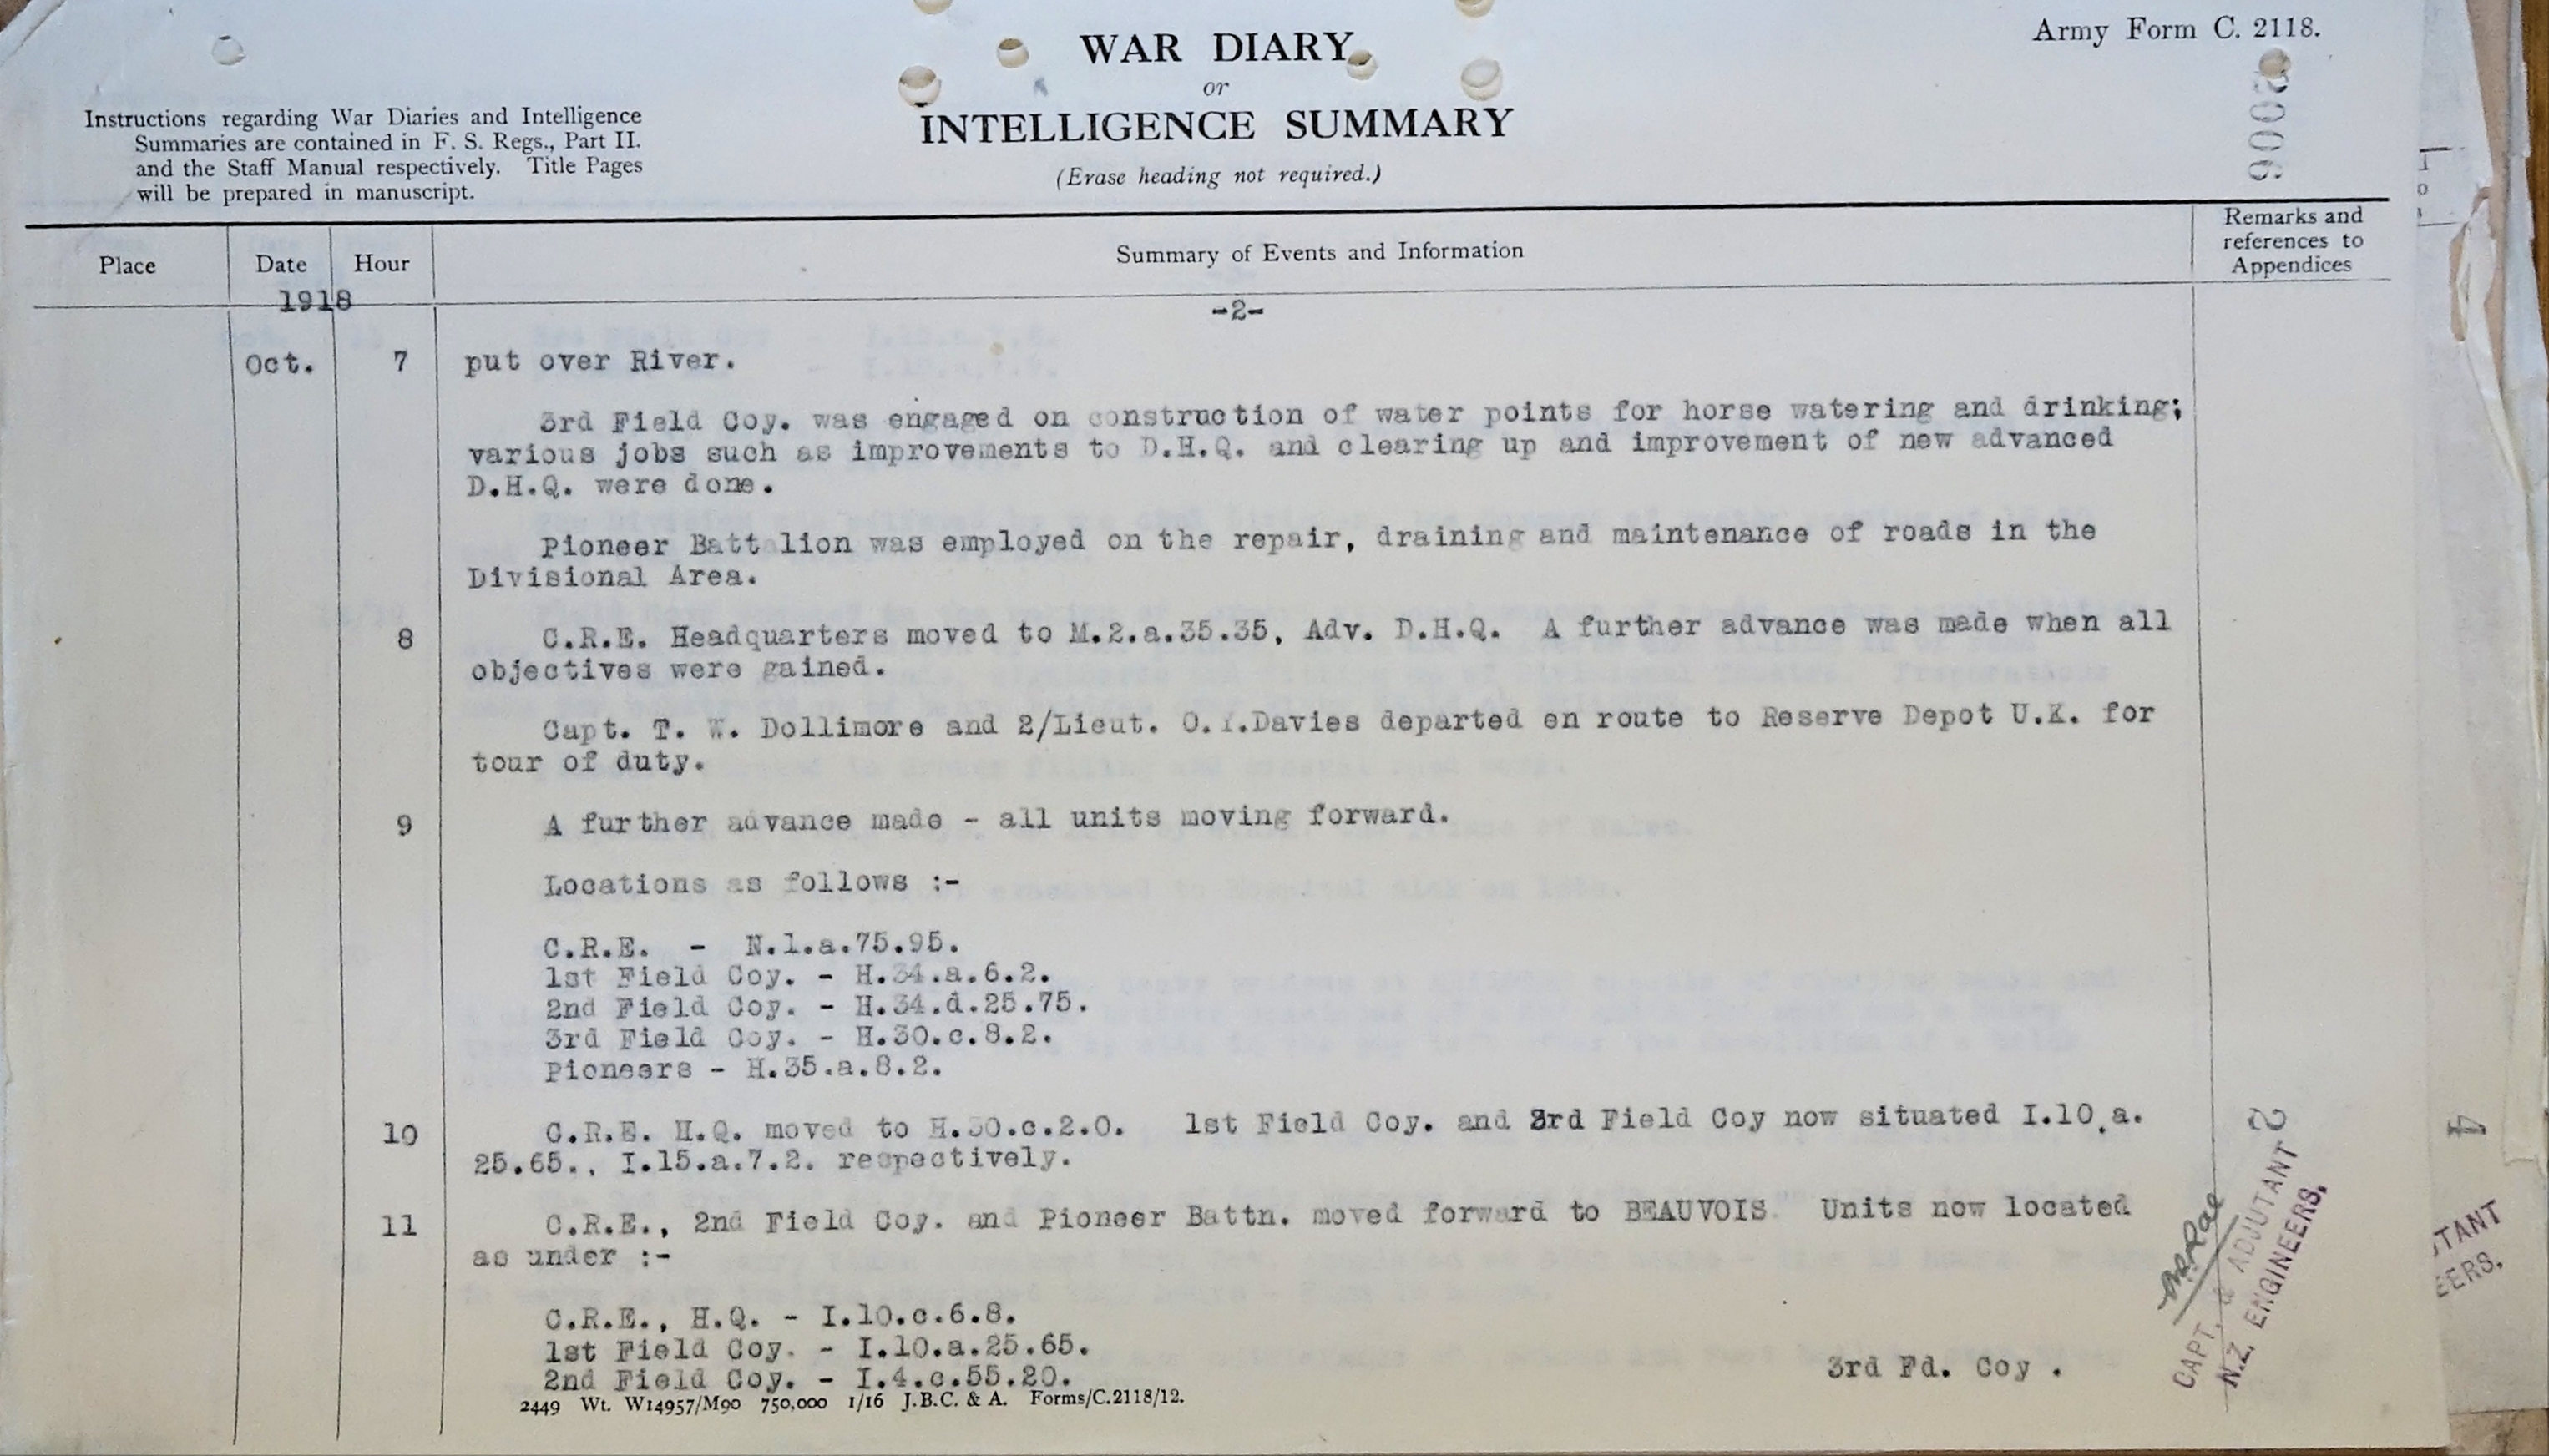 Army Form C. 2118.
WAR DIARY
or
INTELLIGENCE SUMMARY
(Erase heading not required.)
Instructions regarding War Diaries and Intelligence
Summaries are contained in F. S. Regs., Part II.
and the Staff Manual respectively. Title Pages
will be prepared in manuscript.
Place
Date
Hour
Summary of Events and Information
Remarks and
references to
Appendices
1918
-2-
Oct. 7 put over River.
3rd Field Coy. was engaged on construction of water points for horse watering and drinking;
various jobs such as improvements to D.H.Q. and clearing up and improvement of new advanced
D.H.Q. were done.
Pioneer Battalion was employed on the repair, draining and maintenance of roads in the
Divisional Area.
8 C.R.E. Headquarters moved to M.2.a.35.35, Adv. D.H.Q. A further advance was made when all
objectives were gained.
Capt. T. W. Dollimore and 2/Lieut. O. .Davies departed en route to Reserve Depot U.K. for
tour of duty.
9 A further advance made - all units moving forward.
Locations as follows :-
C.R.E. - N.1.a.75.95.
1st Field Coy. - H.34.a.6.2.
2nd Field Coy. - H.34.d.25.75.
3rd Field Coy. - H.30.c.8.2.
Pioneers - H.35.a.8.2.
10 C.R.E. H.Q. moved to H.30.c.2.0. 1st Field Coy. and 3rd Field Coy now situated I.10.a.
25.65., I.15.a.7.2. respectively.
11 C.R.E., 2nd Field Coy. and Pioneer Battn. moved forward to BEAUVOIS. Units now located
as under :-
C.R.E., H.Q. - I.10.c.6.8.
1st Field Coy. - I.10.a.25.65.
2nd Field Coy. - I.4.c.55.20.
3rd Fd. Coy .
2449 Wt. W14957/M90 750,000 1/16 J.B.C. & A. Forms/C.2118/12.
2
CAPT. & ADJUTANT
N.Z. ENGINEERS.
4
TANT
EERS.